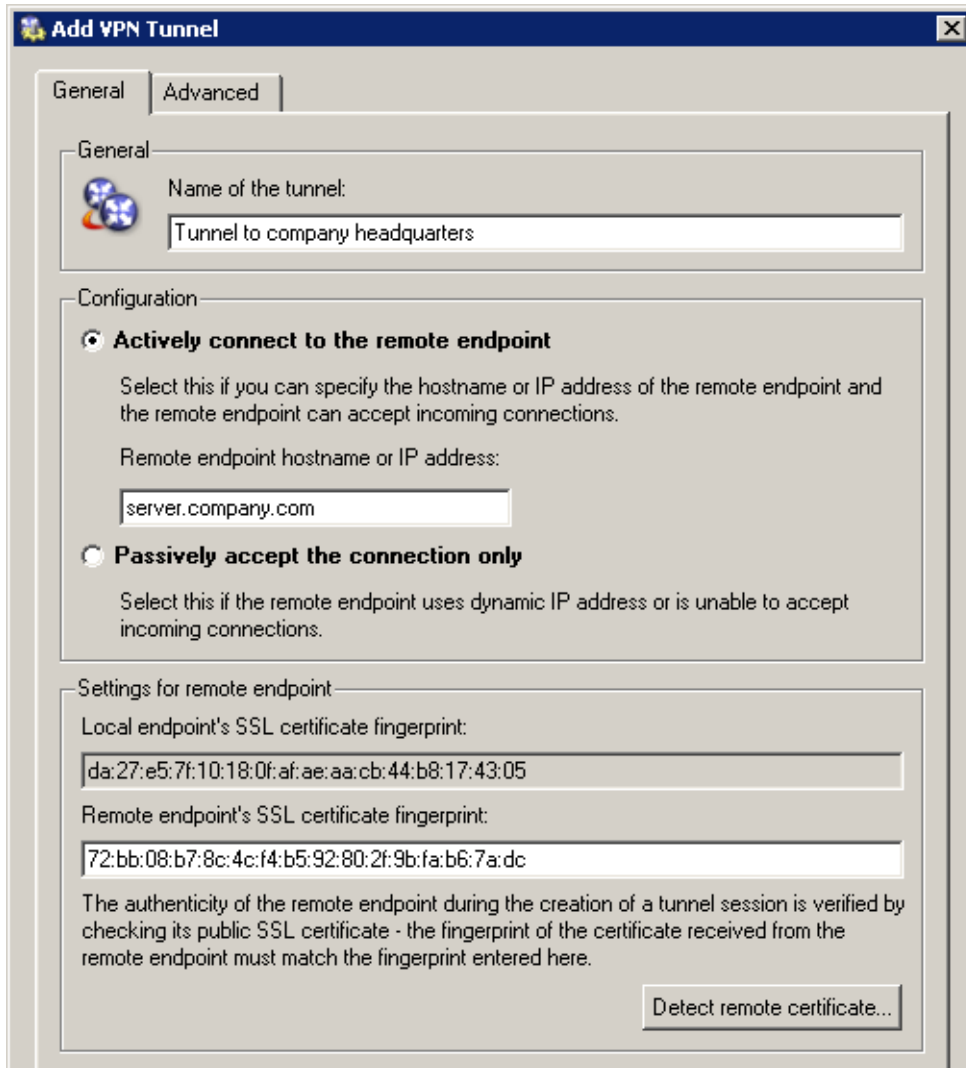 Add VPN Tunnel
General
Advanced
General
Name of the tunnel:
Tunnel to company headquarters
Configuration
Actively connect to the remote endpoint
Select this if you can specify the hostname or IP address of the remote endpoint and
the remote endpoint can accept incoming connections.
Remote endpoint hostname or IP address:
server.company.com
Passively accept the connection only
Select this if the remote endpoint uses dynamic IP address or is unable to accept
incoming connections.
Settings for remote endpoint
Local endpoint's SSL certificate fingerprint:
da:27:e5:7f:10:18:0f:af:ae:aa:cb:44:b8:17:43:05
Remote endpoint's SSL certificate fingerprint:
72:bb:08:b7:8c:4c:f4:b5:92:80:2f:9b:fa:b6:7a:dc
The authenticity of the remote endpoint during the creation of a tunnel session is verified by
checking its public SSL certificate - the fingerprint of the certificate received from the
remote endpoint must match the fingerprint entered here.
Detect remote certificate...